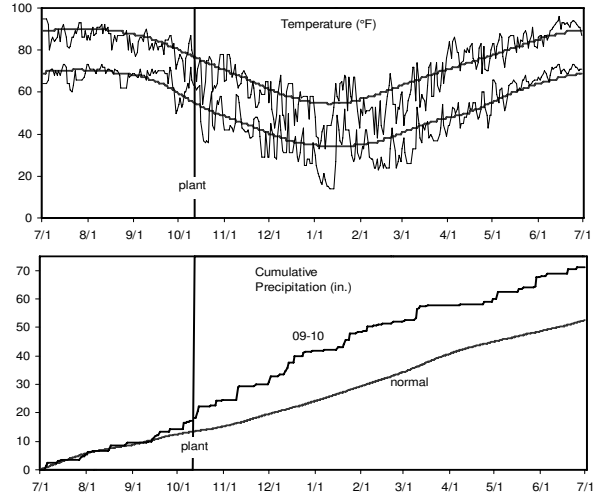 Temperature (°F)
100
80
60
40
20
0
plant
7/1 8/1 9/1 10/1 11/1 12/1 1/1 2/1 3/1 4/1 5/1 6/1 7/1
Cumulative
Precipitation (in.)
70
60
50
40
30
20
10
0
09-10
normal
plant
7/1 8/1 9/1 10/1 11/1 12/1 1/1 2/1 3/1 4/1 5/1 6/1 7/1